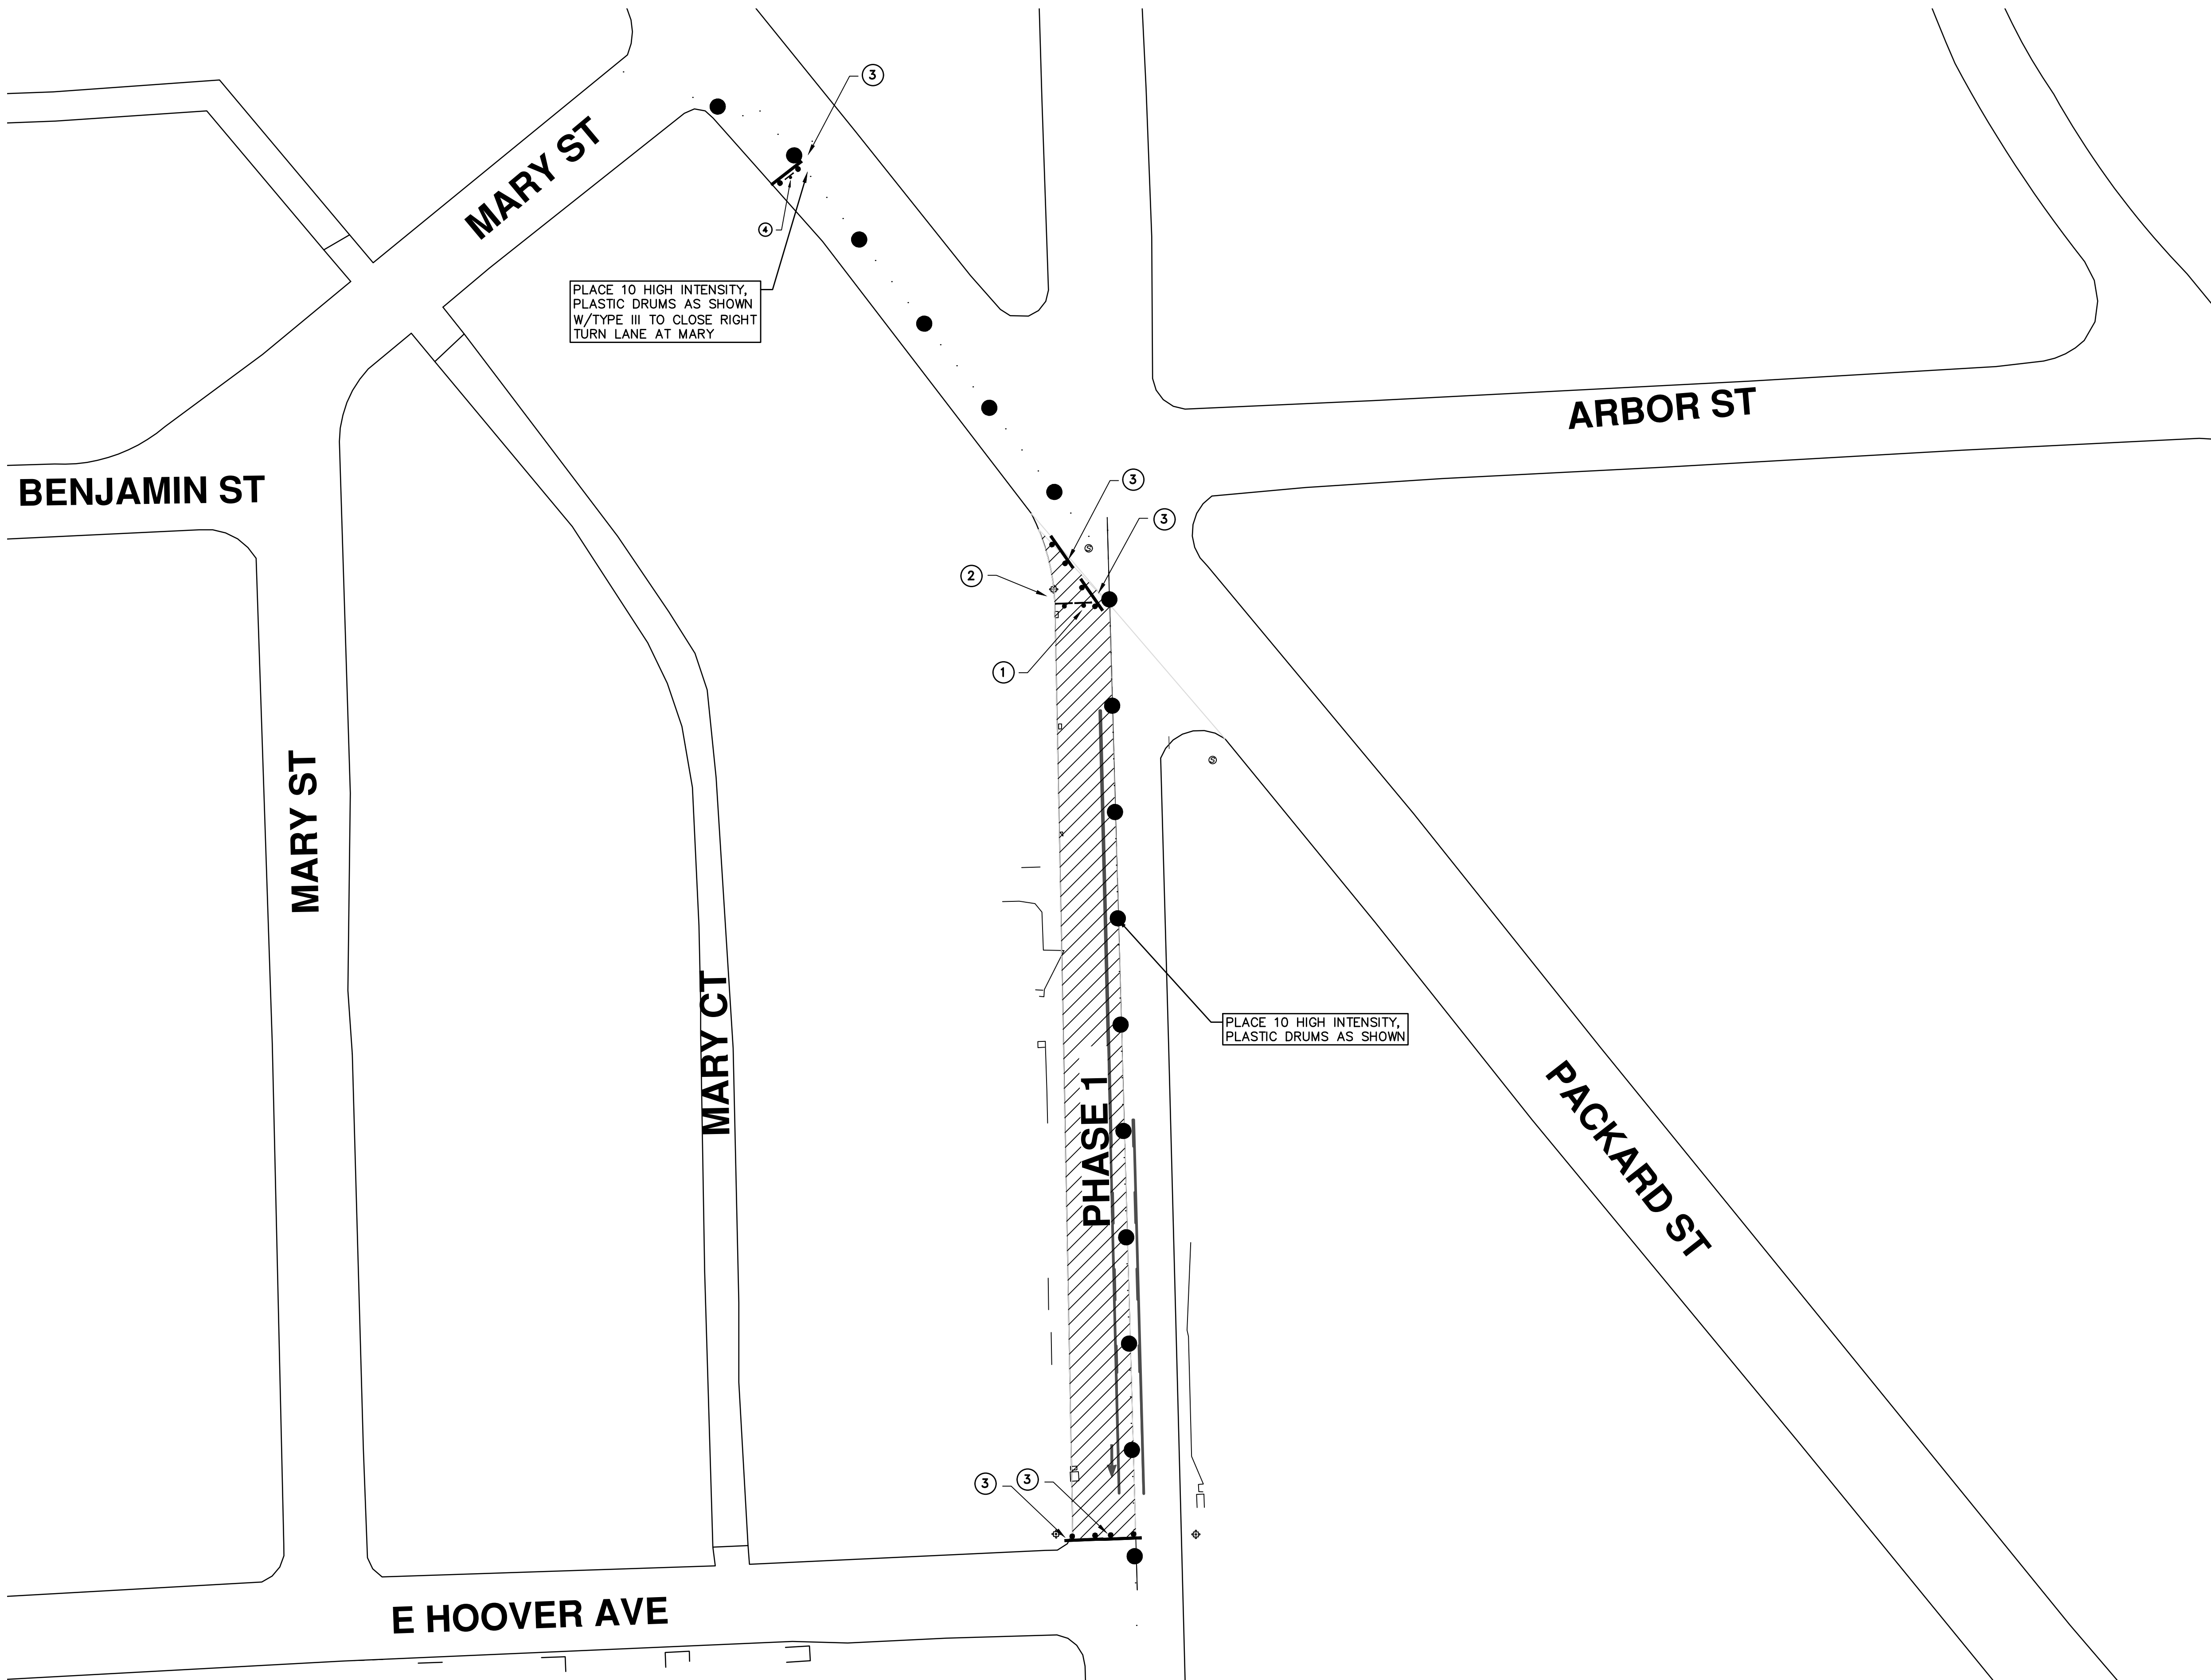 3
MARY ST
4
PLACE 10 HIGH INTENSITY,
PLASTIC DRUMS AS SHOWN
W/TYPE III TO CLOSE RIGHT
TURN LANE AT MARY
ARBOR ST
BENJAMIN ST
3
3
S
2
1
S
MARY ST
MARY CT
PHASE 1
PLACE 10 HIGH INTENSITY,
PLASTIC DRUMS AS SHOWN
PACKARD ST
3
3
E HOOVER AVE